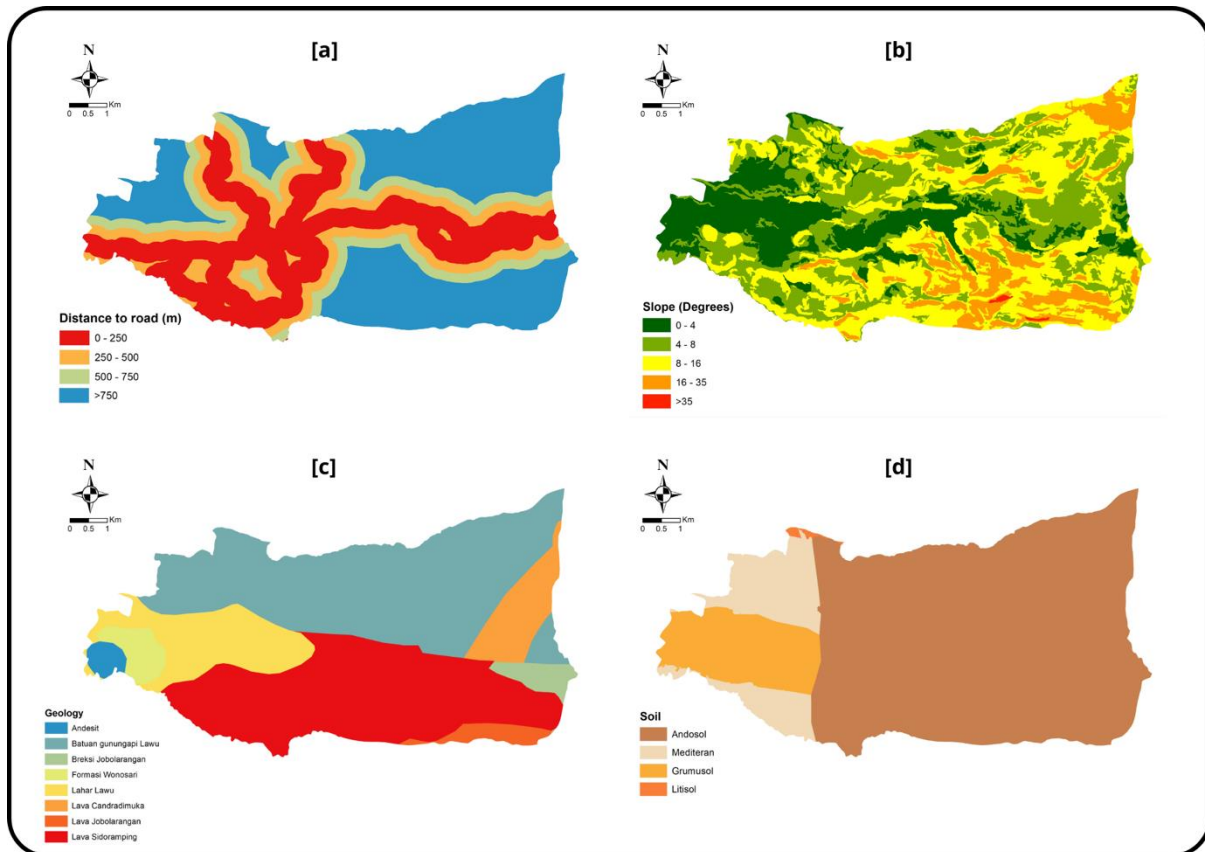 [a]
N
0 0.5 1 Km
Distance to road (m)
0 - 250
250 - 500
500 - 750
>750
[b]
N
0 0.5 1 Km
Slope (Degrees)
0 - 4
4 - 8
8 - 16
16 - 35
>35
[c]
N
0 0.5 1 Km
Geology
Andesit
Batuan gunungapi Lawu
Breksi Jobolarangan
Formasi Wonosari
Lahar Lawu
Lava Candradimuka
Lava Jobolarangan
Lava Sidoramping
[d]
N
0 0.5 1 Km
Soil
Andosol
Mediteran
Grumusol
Litisol